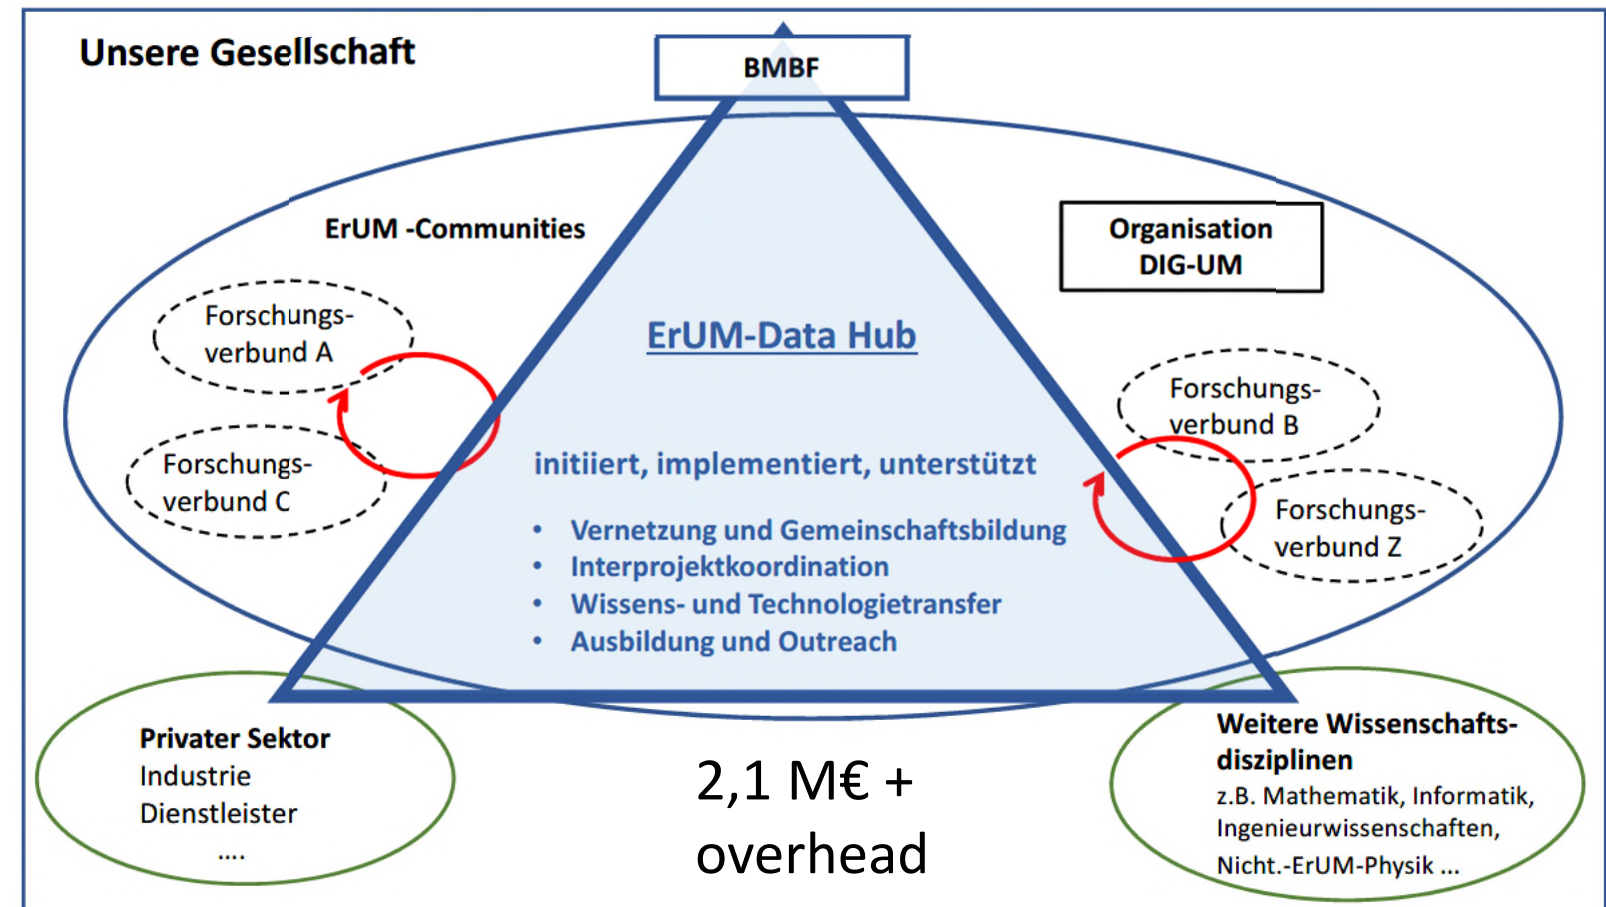 Unsere Gesellschaft
BMBF
ErUM -Communities
Organisation
DIG-UM
Forschungs-
verbund A
Forschungs-
verbund C
ErUM-Data Hub
initiiert, implementiert, unterstützt
• Vernetzung und Gemeinschaftsbildung
• Interprojektkoordination
• Wissens- und Technologietransfer
• Ausbildung und Outreach
Forschungs-
verbund B
Forschungs-
verbund Z
Privater Sektor
Industrie
Dienstleister
....
2,1 M€ +
overhead
Weitere Wissenschafts-
disziplinen
z.B. Mathematik, Informatik,
Ingenieurwissenschaften,
Nicht.-ErUM-Physik ...